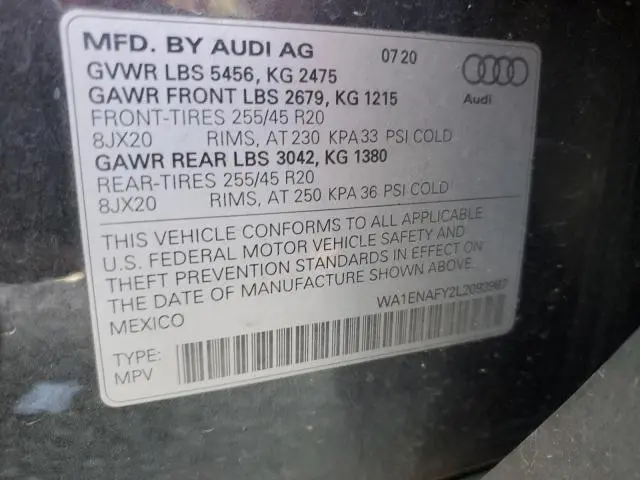 MFD. BY AUDI AG 07 20
GVWR LBS 5456, KG 2475
GAWR FRONT LBS 2679, KG 1215
Audi
FRONT-TIRES 255/45 R20
8JX20 RIMS, AT 230 KPA 33 PSI COLD
GAWR REAR LBS 3042, KG 1380
REAR-TIRES 255/45 R20
8JX20 RIMS, AT 250 KPA 36 PSI COLD
THIS VEHICLE CONFORMS TO ALL APPLICABLE
U.S. FEDERAL MOTOR VEHICLE SAFETY AND
THEFT PREVENTION STANDARDS IN EFFECT ON
THE DATE OF MANUFACTURE SHOWN ABOVE.
MEXICO
WA1ENAFY2L2093907
TYPE:
MPV